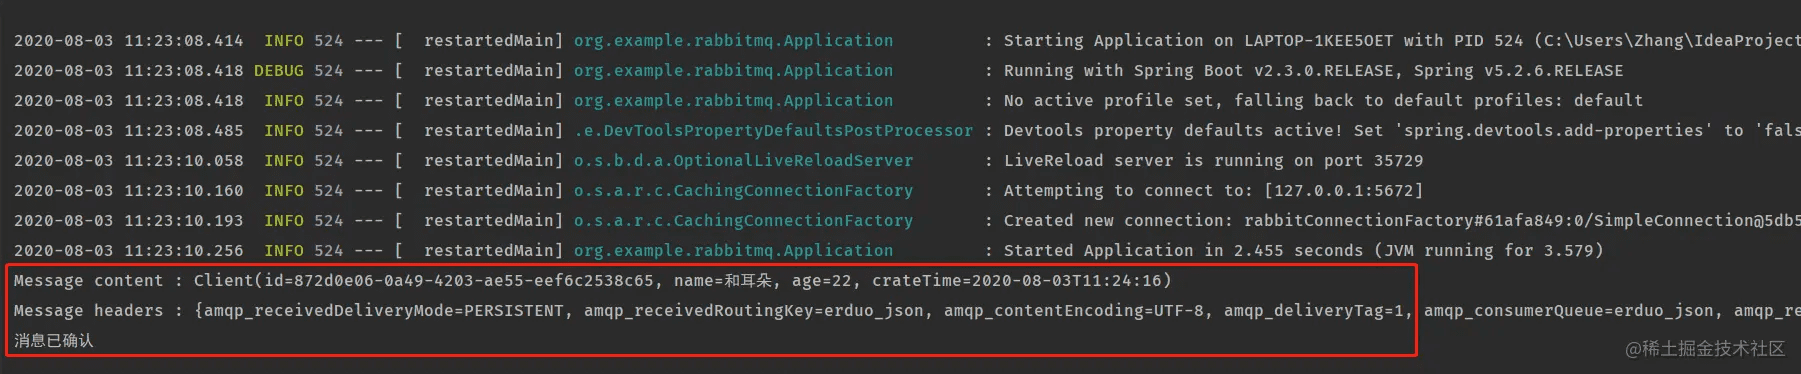 2020-08-03 11:23:08.414  INFO 524 --- [  restartedMain] org.example.rabbitmq.Application         : Starting Application on LAPTOP-1KEE5OET with PID 524 (C:\Users\Zhang\IdeaProject
2020-08-03 11:23:08.418 DEBUG 524 --- [  restartedMain] org.example.rabbitmq.Application         : Running with Spring Boot v2.3.0.RELEASE, Spring v5.2.6.RELEASE
2020-08-03 11:23:08.418  INFO 524 --- [  restartedMain] org.example.rabbitmq.Application         : No active profile set, falling back to default profiles: default
2020-08-03 11:23:08.485  INFO 524 --- [  restartedMain] .e.DevToolsPropertyDefaultsPostProcessor : Devtools property defaults active! Set 'spring.devtools.add-properties' to 'fals
2020-08-03 11:23:10.058  INFO 524 --- [  restartedMain] o.s.b.d.a.OptionalLiveReloadServer       : LiveReload server is running on port 35729
2020-08-03 11:23:10.160  INFO 524 --- [  restartedMain] o.s.a.r.c.CachingConnectionFactory       : Attempting to connect to: [127.0.0.1:5672]
2020-08-03 11:23:10.193  INFO 524 --- [  restartedMain] o.s.a.r.c.CachingConnectionFactory       : Created new connection: rabbitConnectionFactory#61afa849:0/SimpleConnection@5db5
2020-08-03 11:23:10.256  INFO 524 --- [  restartedMain] org.example.rabbitmq.Application         : Started Application in 2.455 seconds (JVM running for 3.579)
Message content : Client(id=872d0e06-0a49-4203-ae55-eef6c2538c65, name=和耳朵, age=22, crateTime=2020-08-03T11:24:16)
Message headers : {amqp_receivedDeliveryMode=PERSISTENT, amqp_receivedRoutingKey=erduo_json, amqp_contentEncoding=UTF-8, amqp_deliveryTag=1, amqp_consumerQueue=erduo_json, amqp_re
消息已确认
@稀土掘金技术社区